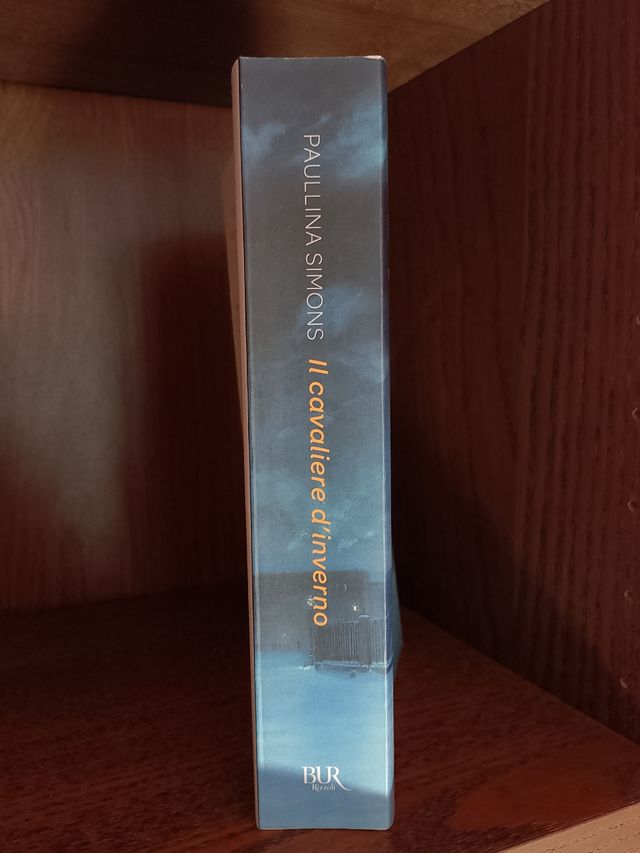 PAULLINA SIMONS Il cavaliere d'inverno
BUR
Rizzoli